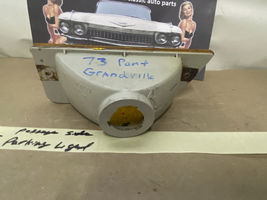 classic auto parts
73 Pont
Grandville
Passenger Side
Parking Light